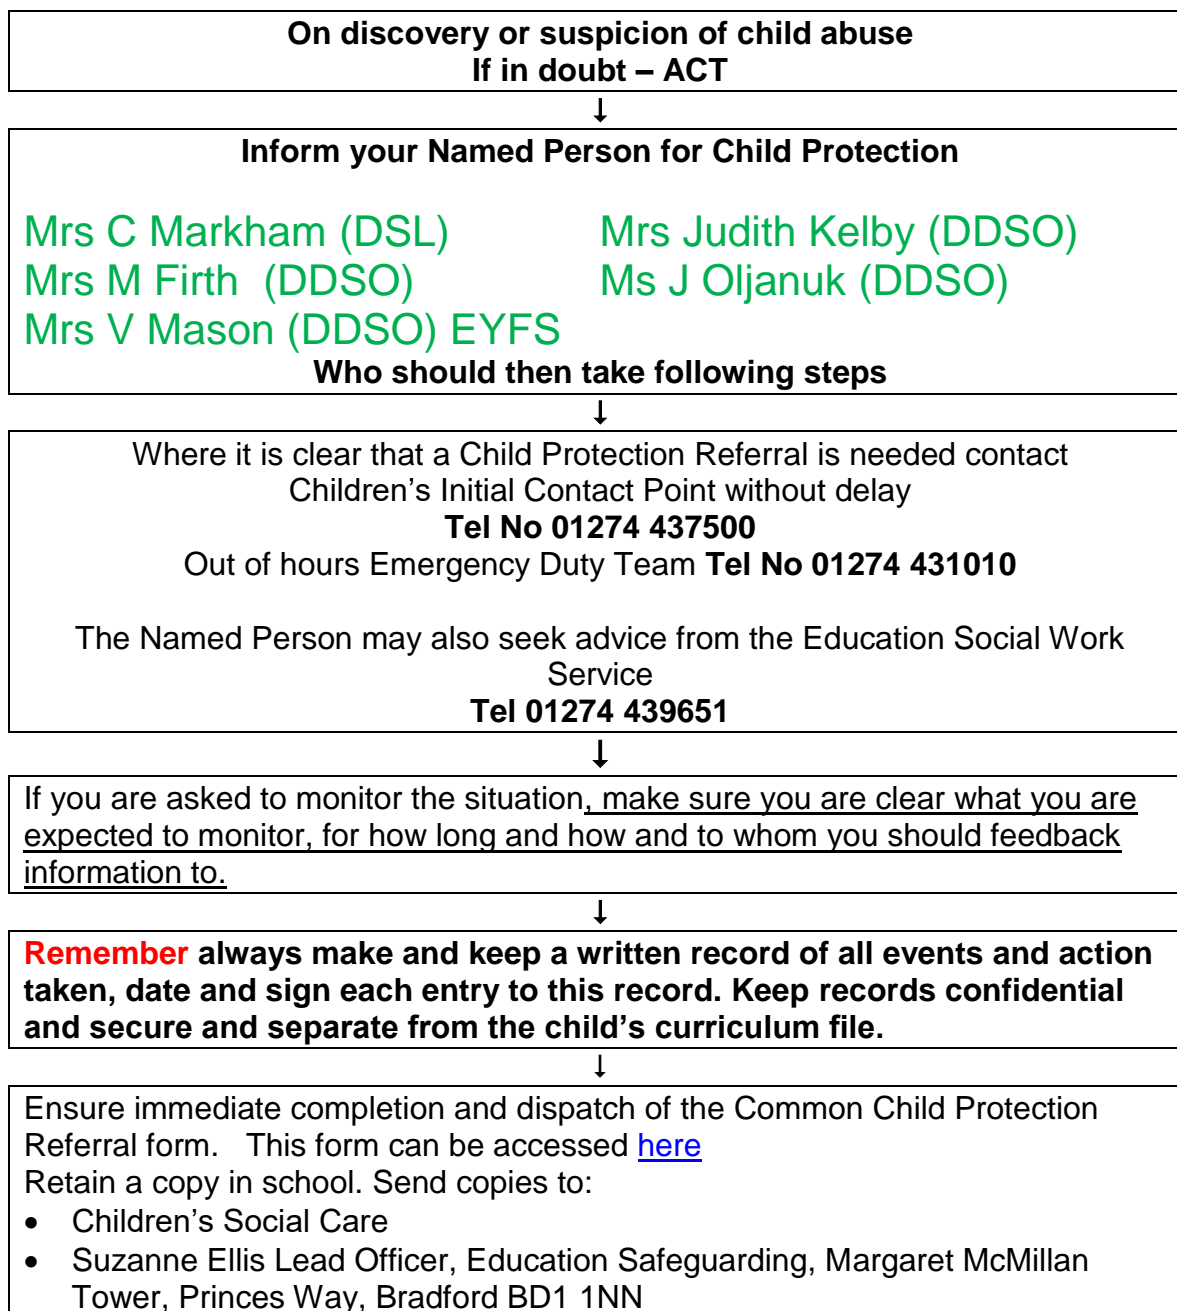 On discovery or suspicion of child abuse
If in doubt – ACT
↓
Inform your Named Person for Child Protection
Mrs C Markham (DSL) Mrs Judith Kelby (DDSO)
Mrs M Firth (DDSO) Ms J Oljanuk (DDSO)
Mrs V Mason (DDSO) EYFS
Who should then take following steps
↓
Where it is clear that a Child Protection Referral is needed contact
Children’s Initial Contact Point without delay
Tel No 01274 437500
Out of hours Emergency Duty Team Tel No 01274 431010
The Named Person may also seek advice from the Education Social Work
Service
Tel 01274 439651
↓
If you are asked to monitor the situation, make sure you are clear what you are
expected to monitor, for how long and how and to whom you should feedback
information to.
↓
Remember always make and keep a written record of all events and action
taken, date and sign each entry to this record. Keep records confidential
and secure and separate from the child’s curriculum file.
↓
Ensure immediate completion and dispatch of the Common Child Protection
Referral form. This form can be accessed here
Retain a copy in school. Send copies to:
• Children’s Social Care
• Suzanne Ellis Lead Officer, Education Safeguarding, Margaret McMillan
Tower, Princes Way, Bradford BD1 1NN